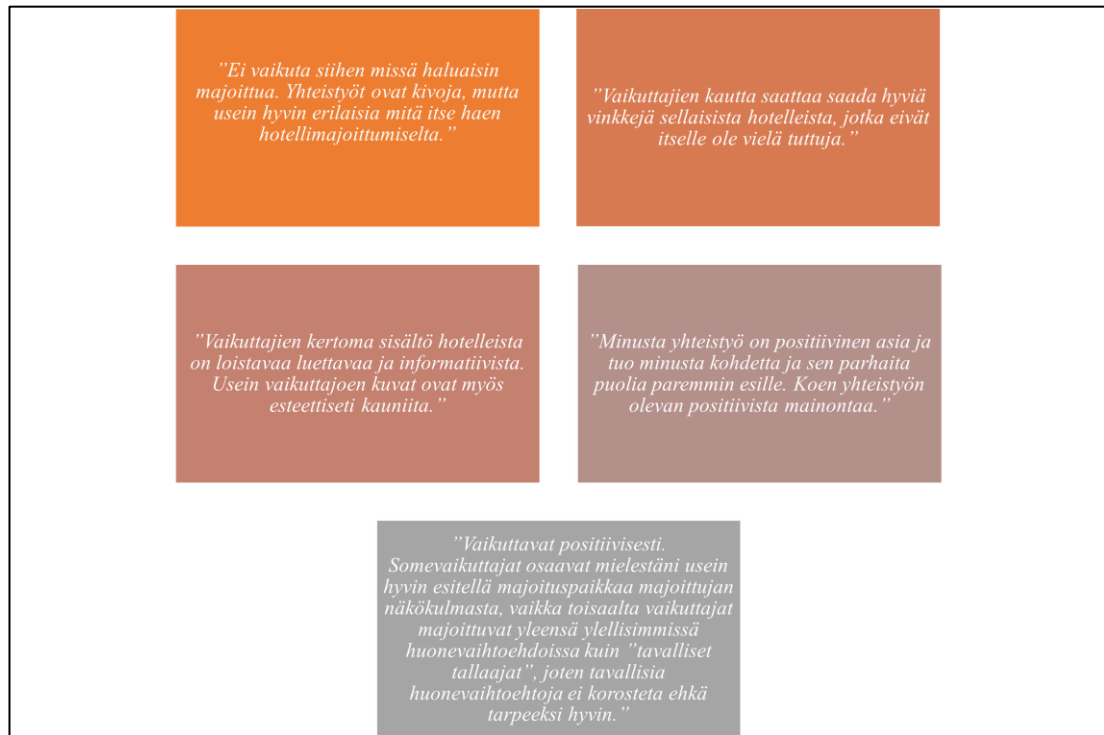 ”Ei vaikuta siihen missä haluaisin
majoittua. Yhteistyöt ovat kivoja, mutta
usein hyvin erilaisia mitä itse haen
hotellimajoittumiselta.”
”Vaikuttajien kautta saattaa saada hyviä
vinkkejä sellaisista hotelleista, jotka eivät
itselle ole vielä tuttuja.”
”Vaikuttajien kertoma sisältö hotelleista
on loistavaa luettavaa ja informatiivista.
Usein vaikuttajoen kuvat ovat myös
esteettiseti kauniita.”
”Minusta yhteistyö on positiivinen asia ja
tuo minusta kohdetta ja sen parhaita
puolia paremmin esille. Koen yhteistyön
olevan positiivista mainontaa.”
”Vaikuttavat positiivisesti.
Somevaikuttajat osaavat mielestäni usein
hyvin esitellä majoituspaikkaa majoittujan
näkökulmasta, vaikka toisaalta vaikuttajat
majoittuvat yleensä ylellisimmissä
huonevaihtoehdoissa kuin ”tavalliset
tallaajat”, joten tavallisia
huonevaihtoehtoja ei korosteta ehkä
tarpeeksi hyvin.”